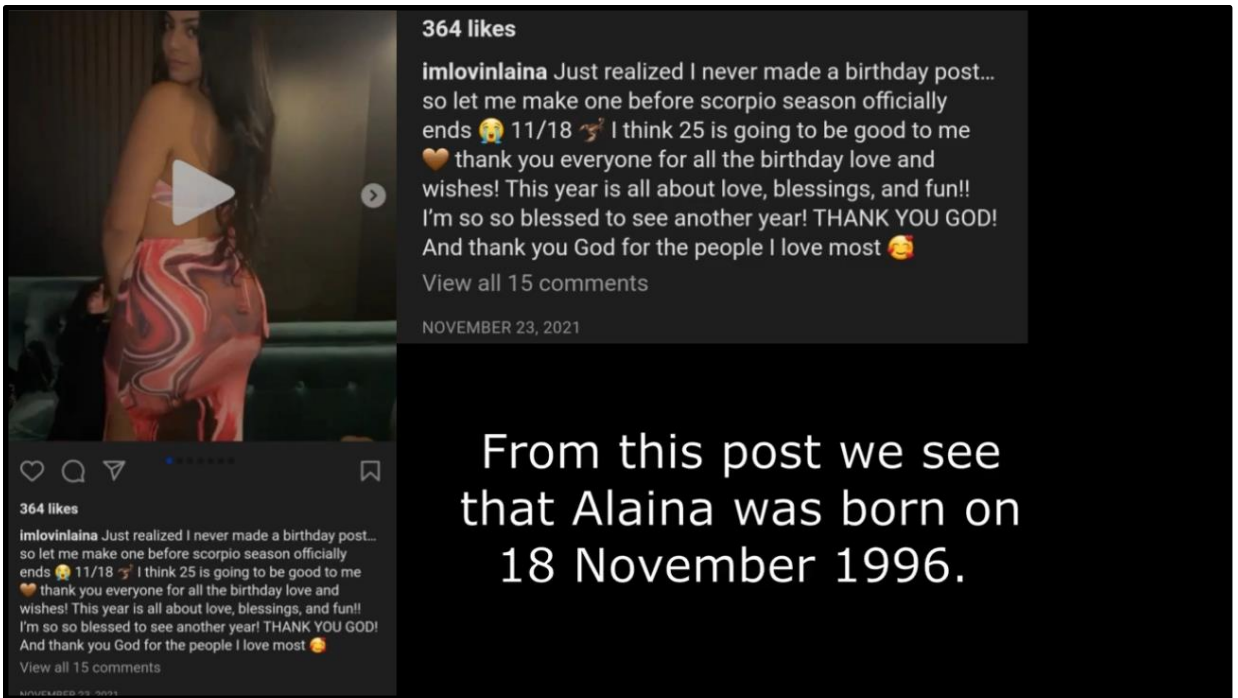 364 likes
imlovinlaina Just realized I never made a birthday post...
so let me make one before scorpio season officially
ends 😭 11/18 🦂 I think 25 is going to be good to me
🤎 thank you everyone for all the birthday love and
wishes! This year is all about love, blessings, and fun!!
I'm so so blessed to see another year! THANK YOU GOD!
And thank you God for the people I love most 🥰
View all 15 comments
NOVEMBER 23, 2021
364 likes
imlovinlaina Just realized I never made a birthday post...
so let me make one before scorpio season officially
ends 😭 11/18 🦂 I think 25 is going to be good to me
🤎 thank you everyone for all the birthday love and
wishes! This year is all about love, blessings, and fun!!
I'm so so blessed to see another year! THANK YOU GOD!
And thank you God for the people I love most 🥰
View all 15 comments
NOVEMBER 23, 2021
From this post we see
that Alaina was born on
18 November 1996.